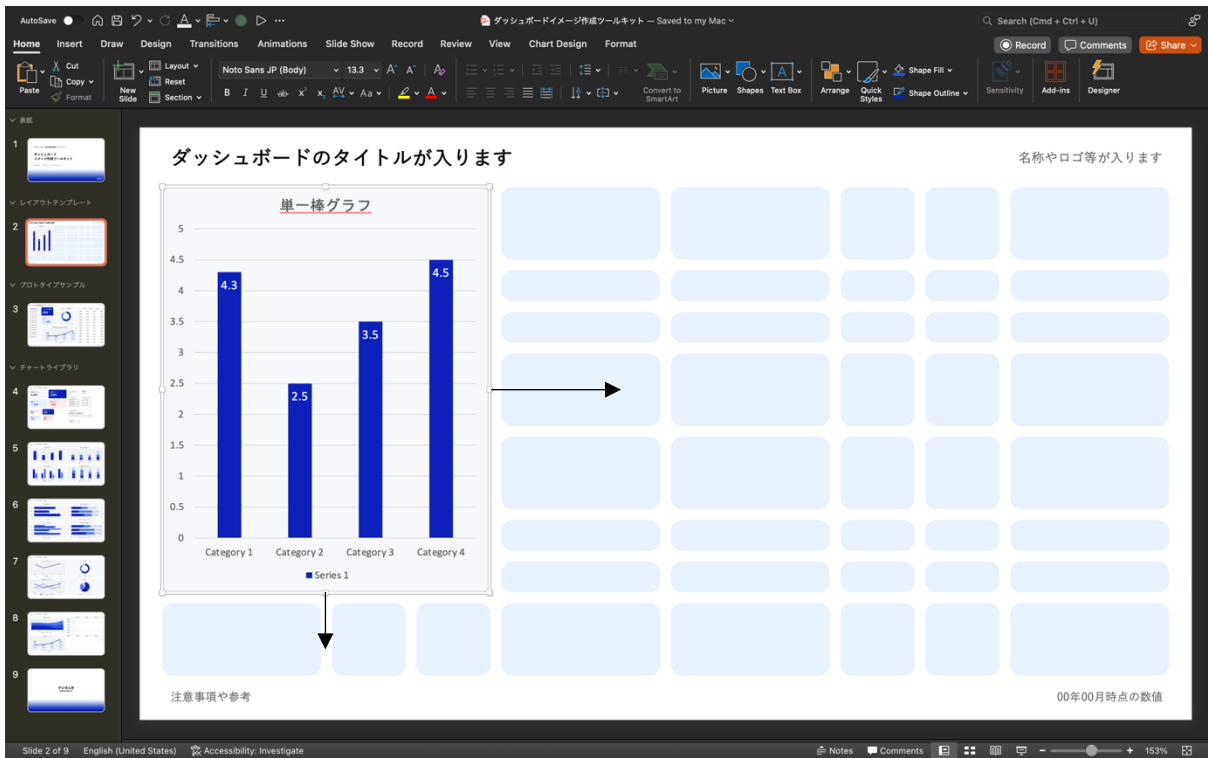 AutoSave
ダッシュボードイメージ作成ツールキット — Saved to my Mac
Search (Cmd + Ctrl + U)
Home Insert Draw Design Transitions Animations Slide Show Record Review View Chart Design Format
Record Comments Share
Paste
Cut
Copy
Format
New Slide
Layout
Reset
Section
Noto Sans JP (Body) 13.3
Convert to SmartArt
Picture Shapes Text Box
Arrange Quick Styles
Shape Fill
Shape Outline
Sensitivity Add-ins Designer
表紙
1
レイアウトテンプレート
2
プロトタイプサンプル
3
チャートライブラリ
4
5
6
7
8
9
ダッシュボードのタイトルが入ります
名称やロゴ等が入ります
単一棒グラフ
5
4.5
4
3.5
3
2.5
2
1.5
1
0.5
0
4.3
2.5
3.5
4.5
Category 1 Category 2 Category 3 Category 4
Series 1
注意事項や参考
00年00月時点の数値
Slide 2 of 9 English (United States) Accessibility: Investigate
Notes Comments 153%